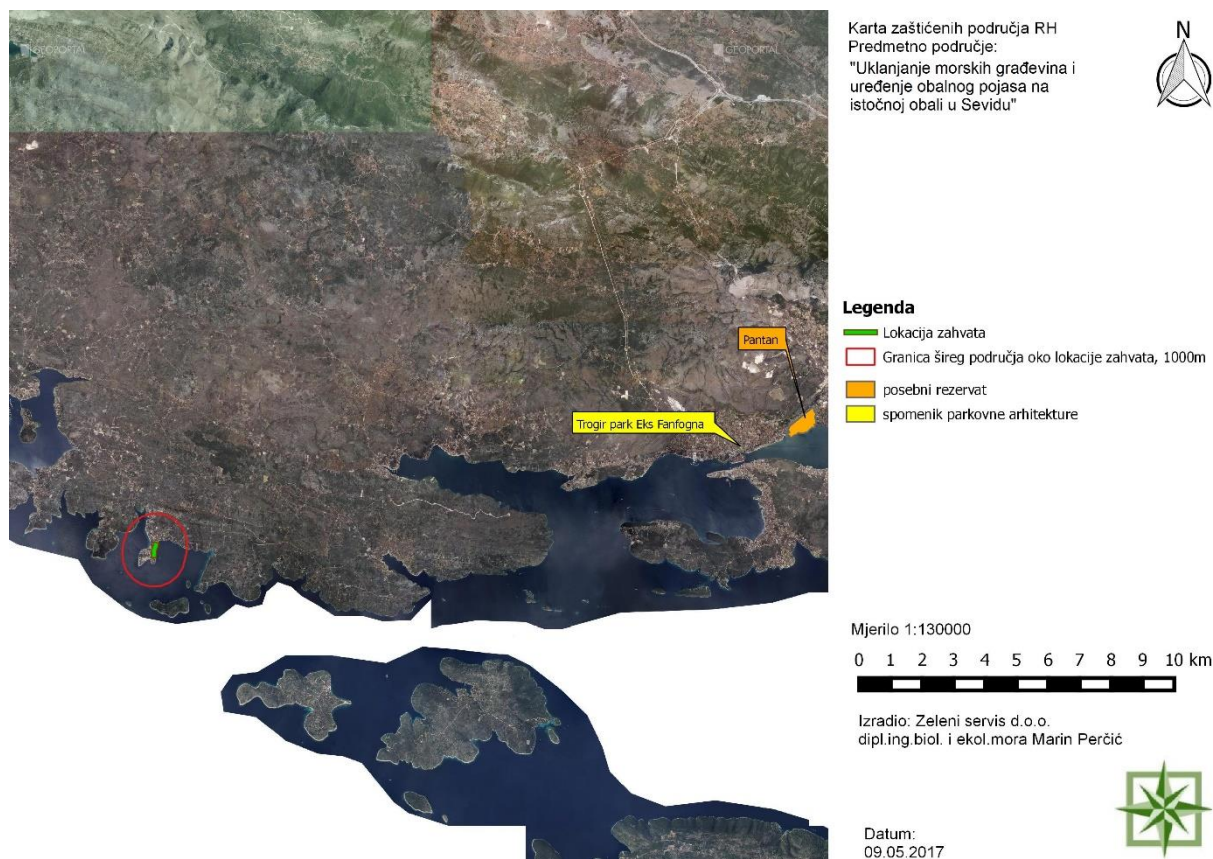 GEOPORTAL
GEOPORTAL
Karta zaštićenih područja RH
Predmetno područje:
"Uklanjanje morskih građevina i
uređenje obalnog pojasa na
istočnoj obali u Sevidu"
N
Pantan
Trogir park Eks Fanfogna
Legenda
Lokacija zahvata
Granica šireg područja oko lokacije zahvata, 1000m
posebni rezervat
spomenik parkovne arhitekture
Mjerilo 1:130000
0 1 2 3 4 5 6 7 8 9 10 km
Izradio: Zeleni servis d.o.o.
dipl.ing.biol. i ekol.mora Marin Perčić
Datum:
09.05.2017